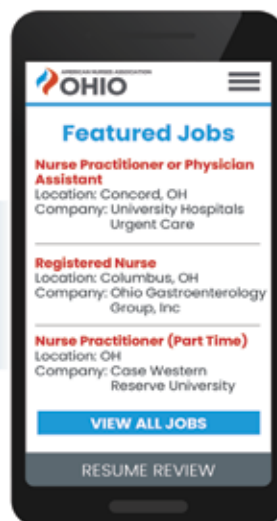 AMERICAN NURSES ASSOCIATION
OHIO
Featured Jobs
Nurse Practitioner or Physician
Assistant
Location: Concord, OH
Company: University Hospitals
Urgent Care
Registered Nurse
Location: Columbus, OH
Company: Ohio Gastroenterology
Group, Inc
Nurse Practitioner (Part Time)
Location: OH
Company: Case Western
Reserve University
VIEW ALL JOBS
RESUME REVIEW